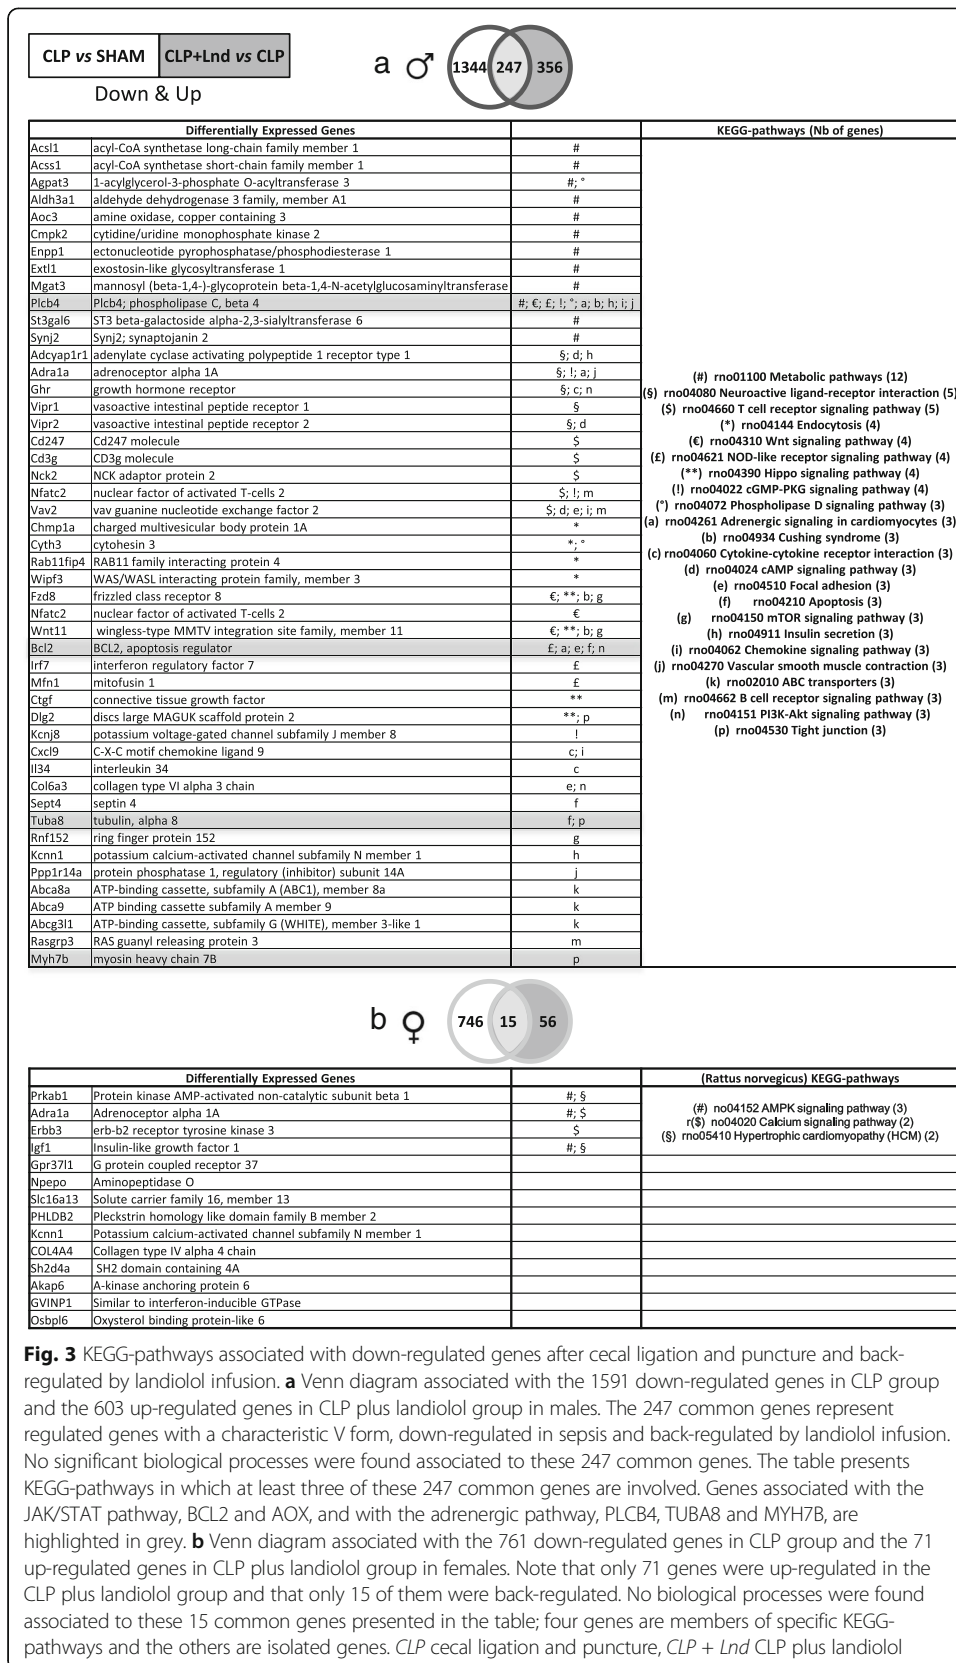 CLP vs SHAM CLP+Lnd vs CLP
Down & Up
a ♂ 1344 247 356
Differentially Expressed Genes KEGG-pathways (Nb of genes)
Acsl1 acyl-CoA synthetase long-chain family member 1 #
Acss1 acyl-CoA synthetase short-chain family member 1 #
Agpat3 1-acylglycerol-3-phosphate O-acyltransferase 3 #; °
Aldh3a1 aldehyde dehydrogenase 3 family, member A1 #
Aoc3 amine oxidase, copper containing 3 #
Cmpk2 cytidine/uridine monophosphate kinase 2 #
Enpp1 ectonucleotide pyrophosphatase/phosphodiesterase 1 #
Extl1 exostosin-like glycosyltransferase 1 #
Mgat3 mannosyl (beta-1,4-)-glycoprotein beta-1,4-N-acetylglucosaminyltransferase #
Plcb4 Plcb4; phospholipase C, beta 4 #; €; £; !; °; a; b; h; i; j
St3gal6 ST3 beta-galactoside alpha-2,3-sialyltransferase 6 #
Synj2 Synj2; synaptojanin 2 #
Adcyap1r1 adenylate cyclase activating polypeptide 1 receptor type 1 §; d; h
Adra1a adrenoceptor alpha 1A §; !; a; j
Ghr growth hormone receptor §; c; n
Vipr1 vasoactive intestinal peptide receptor 1 §
Vipr2 vasoactive intestinal peptide receptor 2 §; d
Cd247 Cd247 molecule $
Cd3g CD3g molecule $
Nck2 NCK adaptor protein 2 $
Nfatc2 nuclear factor of activated T-cells 2 $; !; m
Vav2 vav guanine nucleotide exchange factor 2 $; d; e; i; m
Chmp1a charged multivesicular body protein 1A *
Cyth3 cytohesin 3 *; °
Rab11fip4 RAB11 family interacting protein 4 *
Wipf3 WAS/WASL interacting protein family, member 3 *
Fzd8 frizzled class receptor 8 €; **; b; g
Nfatc2 nuclear factor of activated T-cells 2 €
Wnt11 wingless-type MMTV integration site family, member 11 €; **; b; g
Bcl2 BCL2, apoptosis regulator £; a; e; f; n
Irf7 interferon regulatory factor 7 £
Mfn1 mitofusin 1 £
Ctgf connective tissue growth factor **
Dlg2 discs large MAGUK scaffold protein 2 **; p
Kcnj8 potassium voltage-gated channel subfamily J member 8 !
Cxcl9 C-X-C motif chemokine ligand 9 c; i
Il34 interleukin 34 c
Col6a3 collagen type VI alpha 3 chain e; n
Sept4 septin 4 f
Tuba8 tubulin, alpha 8 f; p
Rnf152 ring finger protein 152 g
Kcnn1 potassium calcium-activated channel subfamily N member 1 h
Ppp1r14a protein phosphatase 1, regulatory (inhibitor) subunit 14A j
Abca8a ATP-binding cassette, subfamily A (ABC1), member 8a k
Abca9 ATP binding cassette subfamily A member 9 k
Abcg3l1 ATP-binding cassette, subfamily G (WHITE), member 3-like 1 k
Rasgrp3 RAS guanyl releasing protein 3 m
Myh7b myosin heavy chain 7B p
(#) rno01100 Metabolic pathways (12)
(§) rno04080 Neuroactive ligand-receptor interaction (5)
($) rno04660 T cell receptor signaling pathway (5)
(*) rno04144 Endocytosis (4)
(€) rno04310 Wnt signaling pathway (4)
(£) rno04621 NOD-like receptor signaling pathway (4)
(**) rno04390 Hippo signaling pathway (4)
(!) rno04022 cGMP-PKG signaling pathway (4)
(°) rno04072 Phospholipase D signaling pathway (3)
(a) rno04261 Adrenergic signaling in cardiomyocytes (3)
(b) rno04934 Cushing syndrome (3)
(c) rno04060 Cytokine-cytokine receptor interaction (3)
(d) rno04024 cAMP signaling pathway (3)
(e) rno04510 Focal adhesion (3)
(f) rno04210 Apoptosis (3)
(g) rno04150 mTOR signaling pathway (3)
(h) rno04911 Insulin secretion (3)
(i) rno04062 Chemokine signaling pathway (3)
(j) rno04270 Vascular smooth muscle contraction (3)
(k) rno02010 ABC transporters (3)
(m) rno04662 B cell receptor signaling pathway (3)
(n) rno04151 PI3K-Akt signaling pathway (3)
(p) rno04530 Tight junction (3)
b ♀ 746 15 56
Differentially Expressed Genes (Rattus norvegicus) KEGG-pathways
Prkab1 Protein kinase AMP-activated non-catalytic subunit beta 1 #; §
Adra1a Adrenoceptor alpha 1A #; $
Erbb3 erb-b2 receptor tyrosine kinase 3 $
Igf1 Insulin-like growth factor 1 #; §
(#) no04152 AMPK signaling pathway (3)
r($) rno04020 Calcium signaling pathway (2)
(§) rno05410 Hypertrophic cardiomyopathy (HCM) (2)
Gpr37l1 G protein coupled receptor 37
Npepo Aminopeptidase O
Slc16a13 Solute carrier family 16, member 13
PHLDB2 Pleckstrin homology like domain family B member 2
Kcnn1 Potassium calcium-activated channel subfamily N member 1
COL4A4 Collagen type IV alpha 4 chain
Sh2d4a SH2 domain containing 4A
Akap6 A-kinase anchoring protein 6
GVINP1 Similar to interferon-inducible GTPase
Osbpl6 Oxysterol binding protein-like 6
Fig. 3 KEGG-pathways associated with down-regulated genes after cecal ligation and puncture and back-
regulated by landiolol infusion. a Venn diagram associated with the 1591 down-regulated genes in CLP group
and the 603 up-regulated genes in CLP plus landiolol group in males. The 247 common genes represent
regulated genes with a characteristic V form, down-regulated in sepsis and back-regulated by landiolol infusion.
No significant biological processes were found associated to these 247 common genes. The table presents
KEGG-pathways in which at least three of these 247 common genes are involved. Genes associated with the
JAK/STAT pathway, BCL2 and AOX, and with the adrenergic pathway, PLCB4, TUBA8 and MYH7B, are
highlighted in grey. b Venn diagram associated with the 761 down-regulated genes in CLP group and the 71
up-regulated genes in CLP plus landiolol group in females. Note that only 71 genes were up-regulated in the
CLP plus landiolol group and that only 15 of them were back-regulated. No biological processes were found
associated to these 15 common genes presented in the table; four genes are members of specific KEGG-
pathways and the others are isolated genes. CLP cecal ligation and puncture, CLP + Lnd CLP plus landiolol